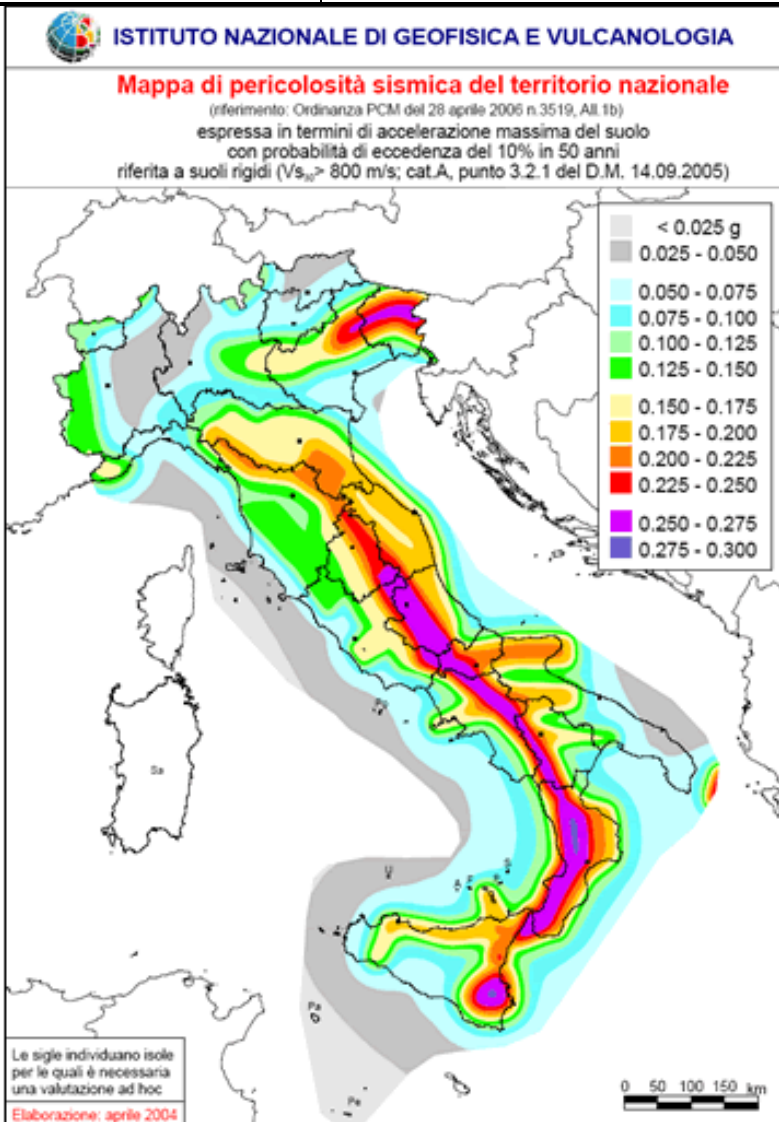 ISTITUTO NAZIONALE DI GEOFISICA E VULCANOLOGIA
Mappa di pericolosità sismica del territorio nazionale
(riferimento: Ordinanza PCM del 28 aprile 2006 n.3519, All.1b)
espressa in termini di accelerazione massima del suolo
con probabilità di eccedenza del 10% in 50 anni
riferita a suoli rigidi (Vs₃₀> 800 m/s; cat.A, punto 3.2.1 del D.M. 14.09.2005)
< 0.025 g
0.025 - 0.050
0.050 - 0.075
0.075 - 0.100
0.100 - 0.125
0.125 - 0.150
0.150 - 0.175
0.175 - 0.200
0.200 - 0.225
0.225 - 0.250
0.250 - 0.275
0.275 - 0.300
Sa
U
A
Pa
Pe
Le sigle individuano isole
per le quali è necessaria
una valutazione ad hoc
Elaborazione: aprile 2004
0 50 100 150 km